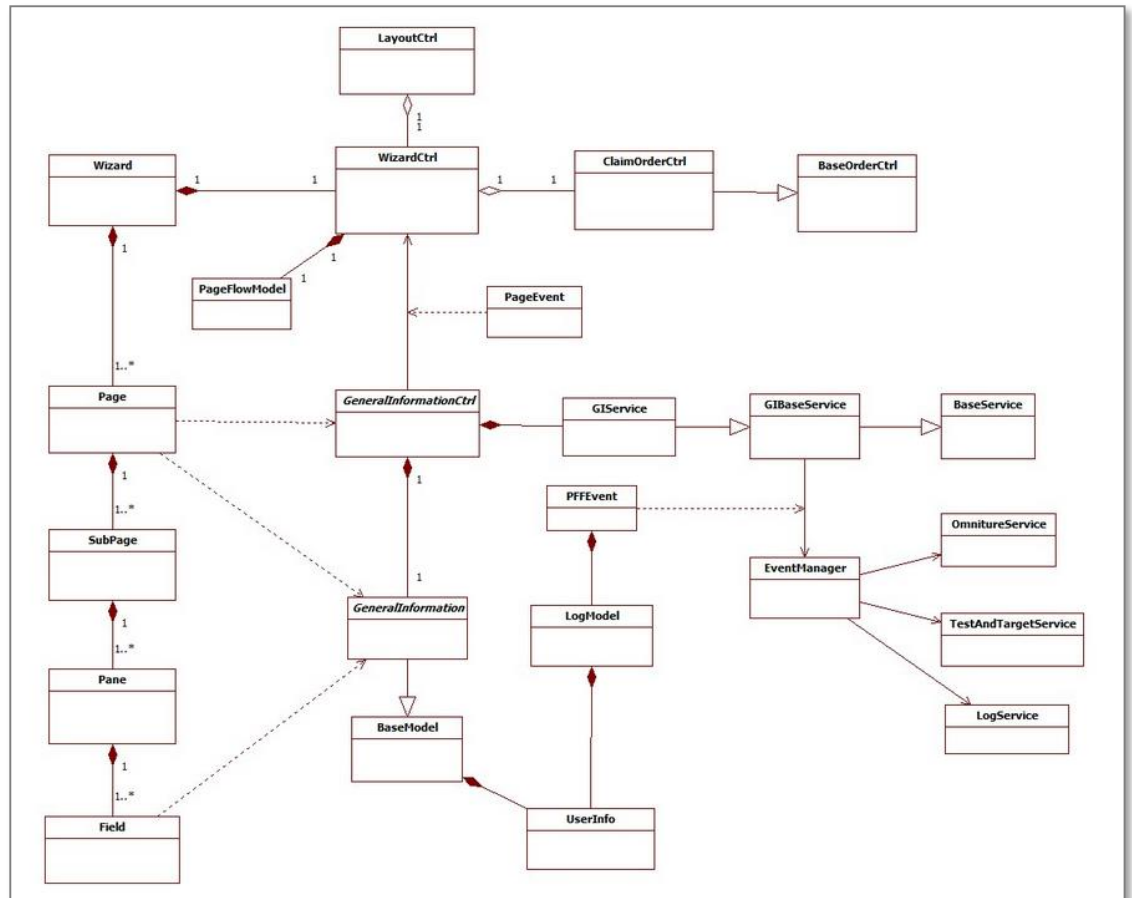 LayoutCtrl
1
1
Wizard
WizardCtrl
ClaimOrderCtrl
BaseOrderCtrl
1
1
1
1
1
1
1
PageFlowModel
PageEvent
1..*
Page
GeneralInformationCtrl
GIService
GIBaseService
BaseService
1
1
1..*
PFFEvent
SubPage
OmnitureService
EventManager
1
GeneralInformation
LogModel
TestAndTargetService
1
1..*
Pane
BaseModel
LogService
1
1..*
Field
UserInfo